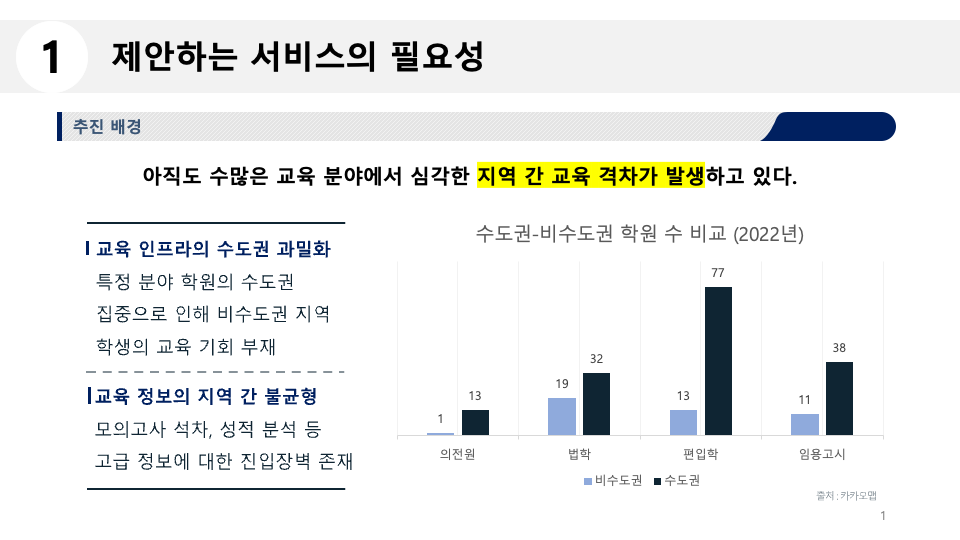 1
제안하는 서비스의 필요성
추진 배경
아직도 수많은 교육 분야에서 심각한 지역 간 교육 격차가 발생하고 있다.
교육 인프라의 수도권 과밀화
특정 분야 학원의 수도권
집중으로 인해 비수도권 지역
학생의 교육 기회 부재
교육 정보의 지역 간 불균형
모의고사 석차, 성적 분석 등
고급 정보에 대한 진입장벽 존재
수도권-비수도권 학원 수 비교 (2022년)
1 13 19 32 13 77 11 38
의전원 법학 편입학 임용고시
비수도권 수도권
출처 : 카카오맵
1